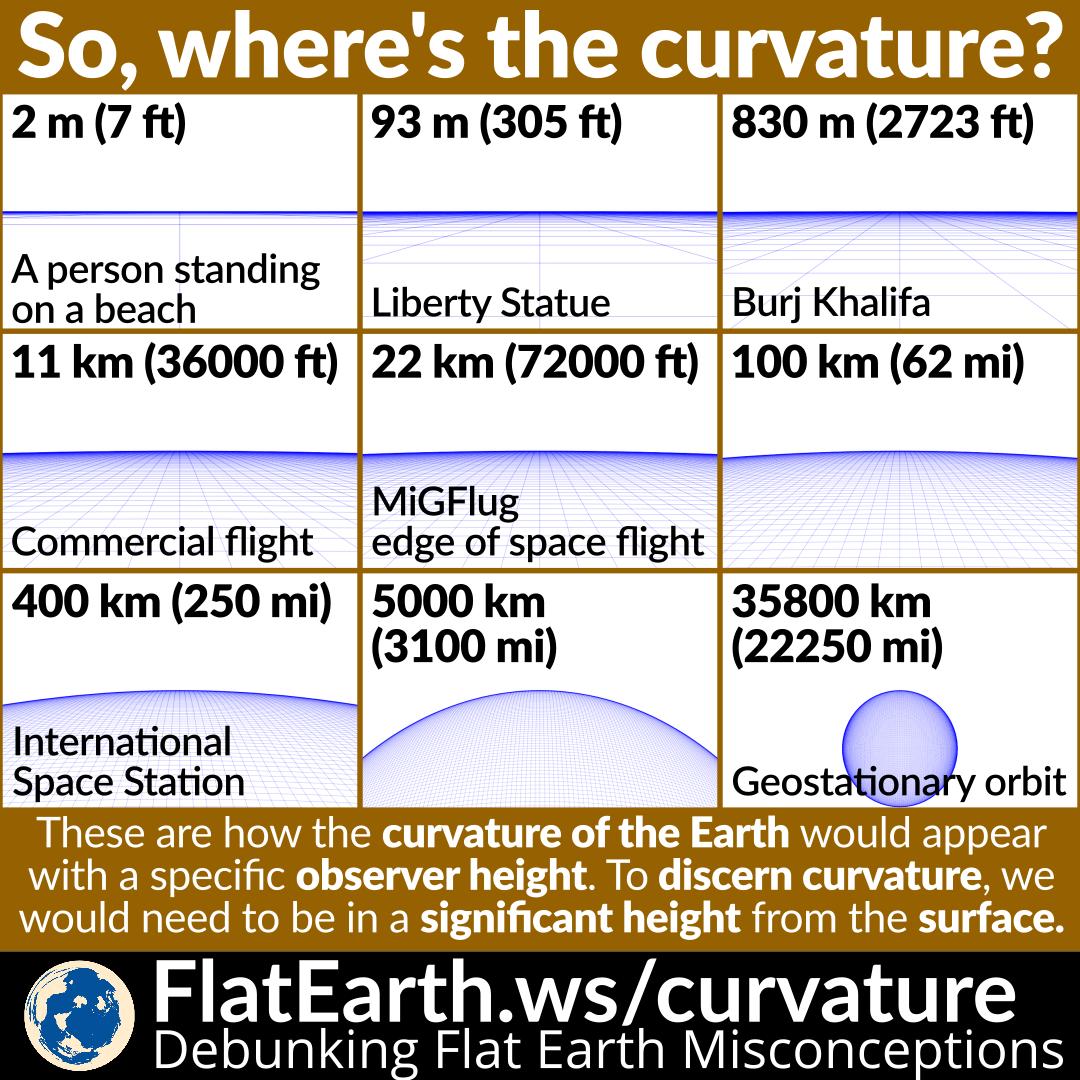 So, where's the curvature?
2 m (7 ft)
A person standing
on a beach
93 m (305 ft)
Liberty Statue
830 m (2723 ft)
Burj Khalifa
11 km (36000 ft)
Commercial flight
22 km (72000 ft)
MiGFlug
edge of space flight
100 km (62 mi)
400 km (250 mi)
International
Space Station
5000 km
(3100 mi)
35800 km
(22250 mi)
Geostationary orbit
These are how the curvature of the Earth would appear
with a specific observer height. To discern curvature, we
would need to be in a significant height from the surface.
FlatEarth.ws/curvature
Debunking Flat Earth Misconceptions